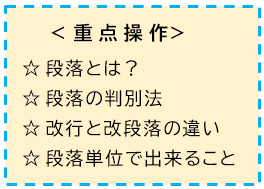 ＜重点操作＞
☆段落とは？
☆段落の判別法
☆改行と改段落の違い
☆段落単位で出来ること